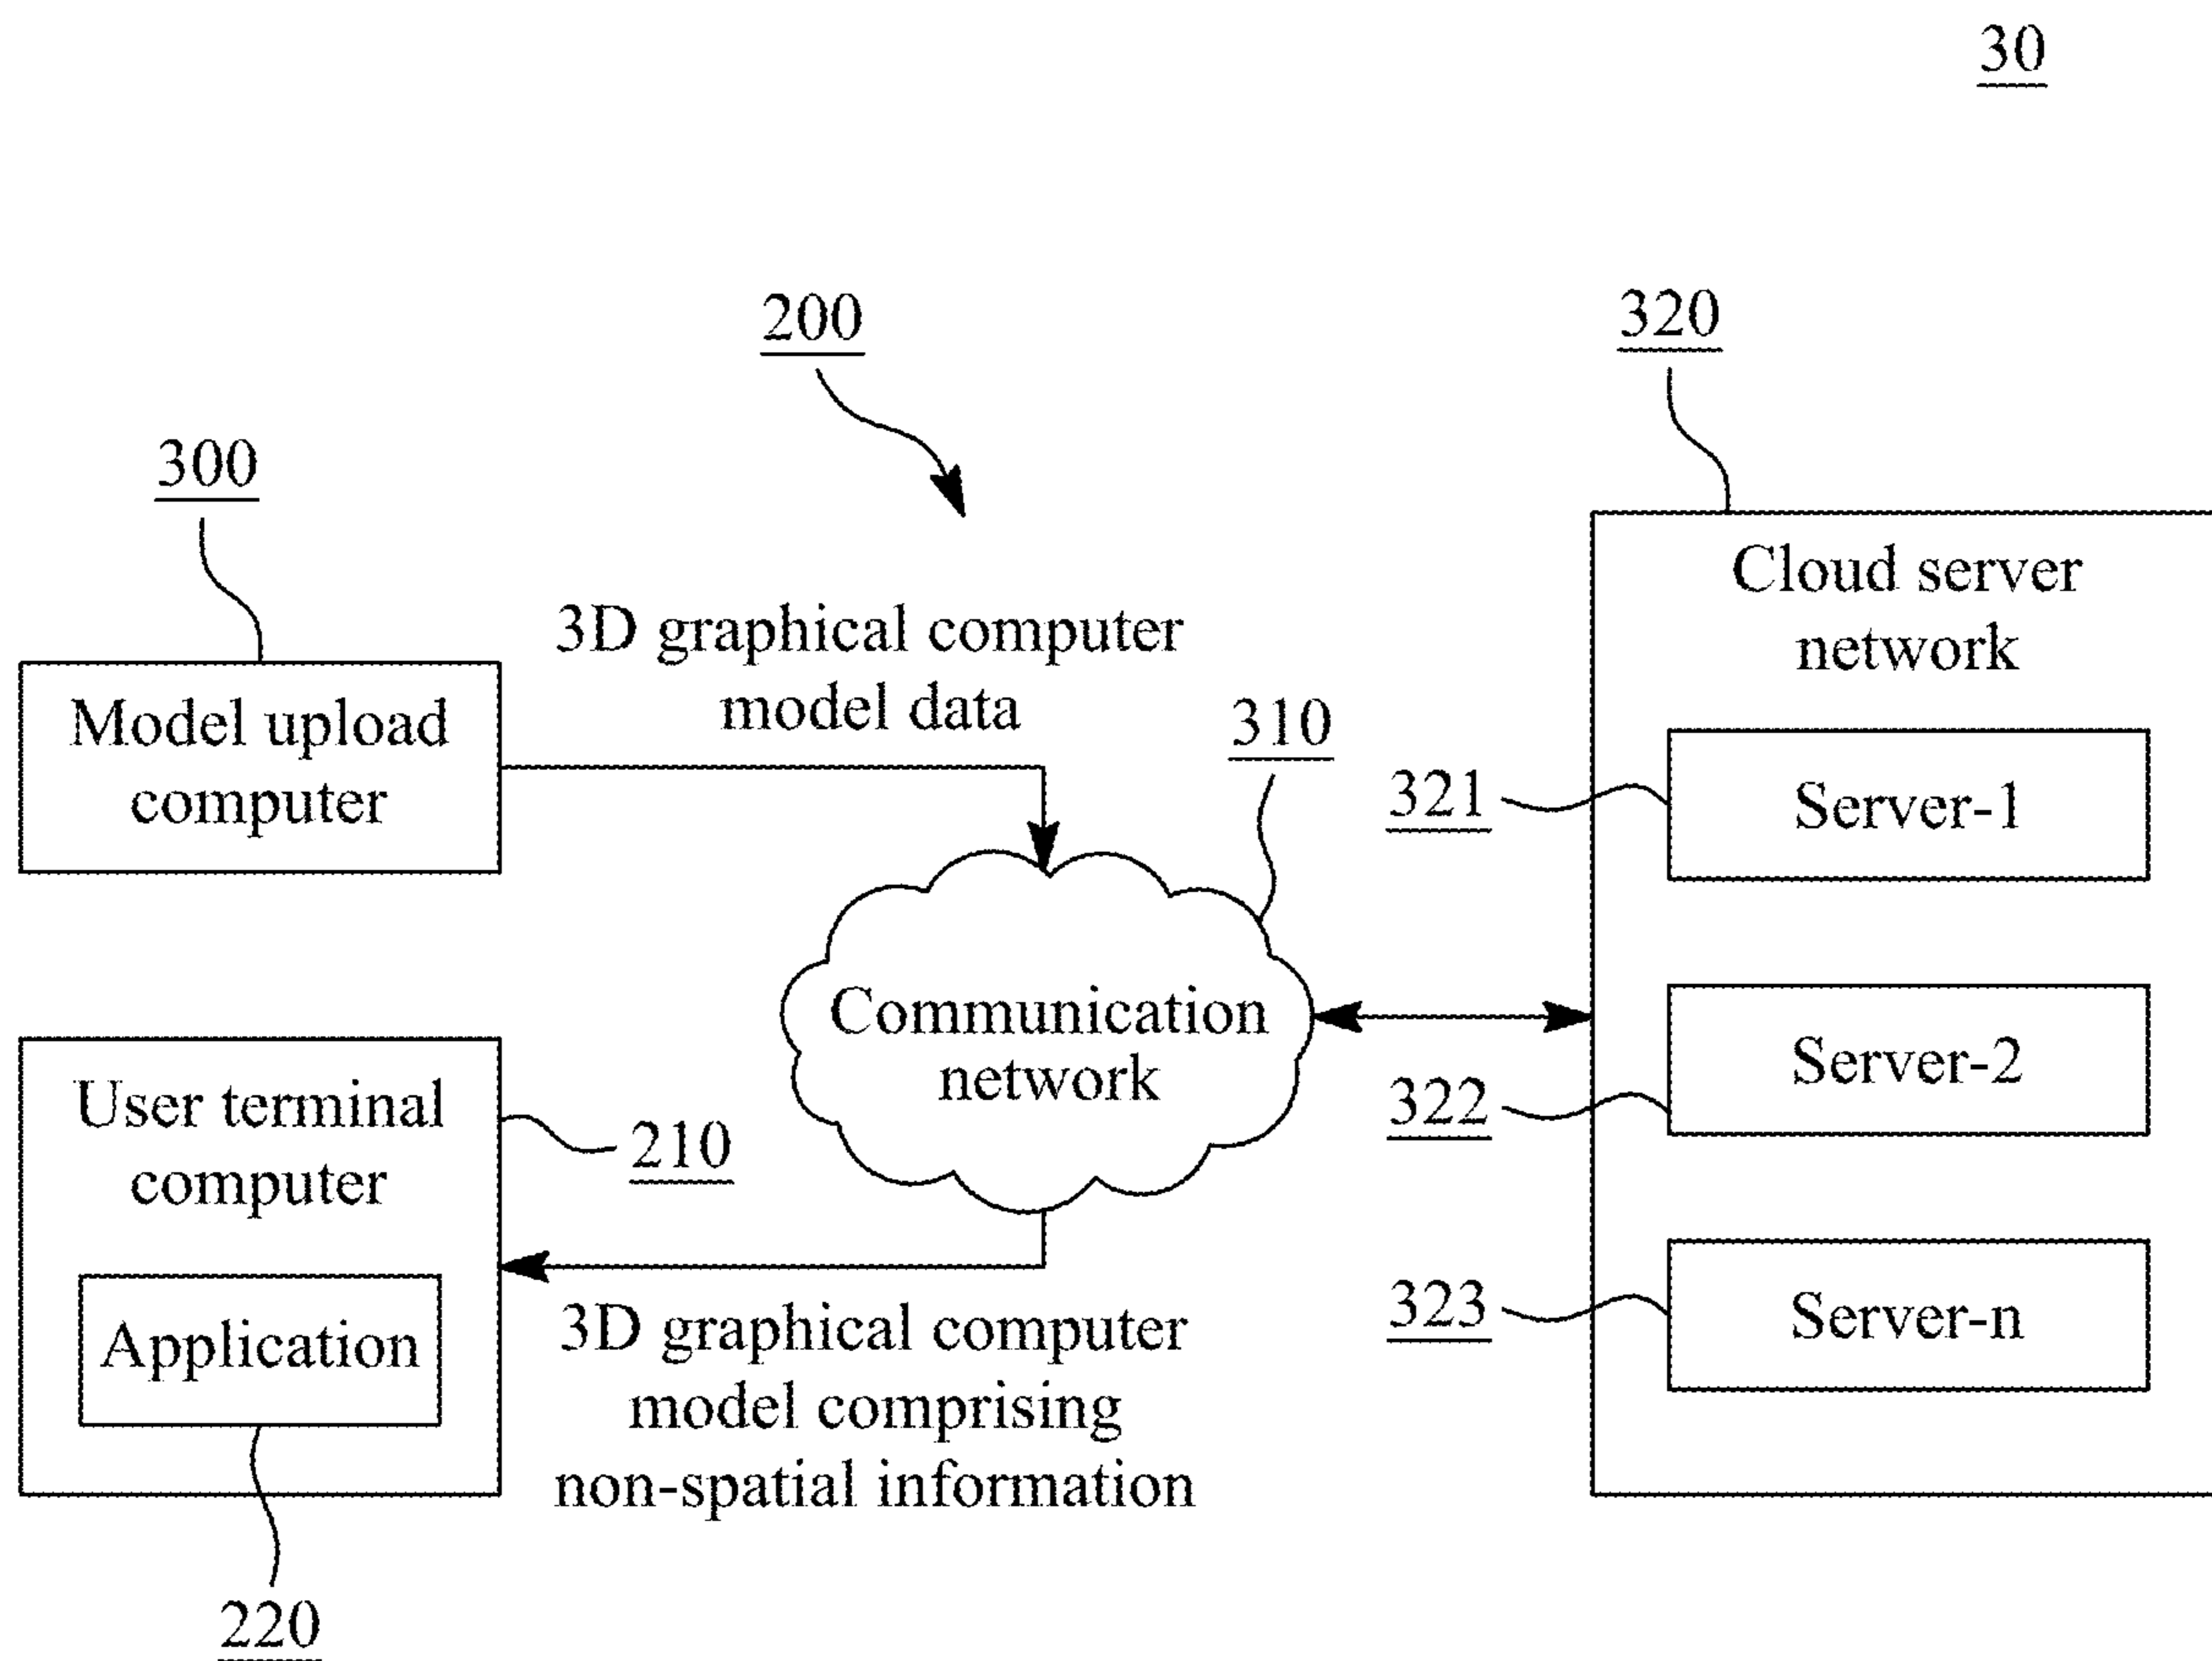 30
200
320
300
3D graphical computer
model data
Model upload
computer
310
Cloud server
network
321
Server-1
Communication
network
322
Server-2
User terminal
computer
210
323
Server-n
Application
3D graphical computer
model comprising
non-spatial information
220